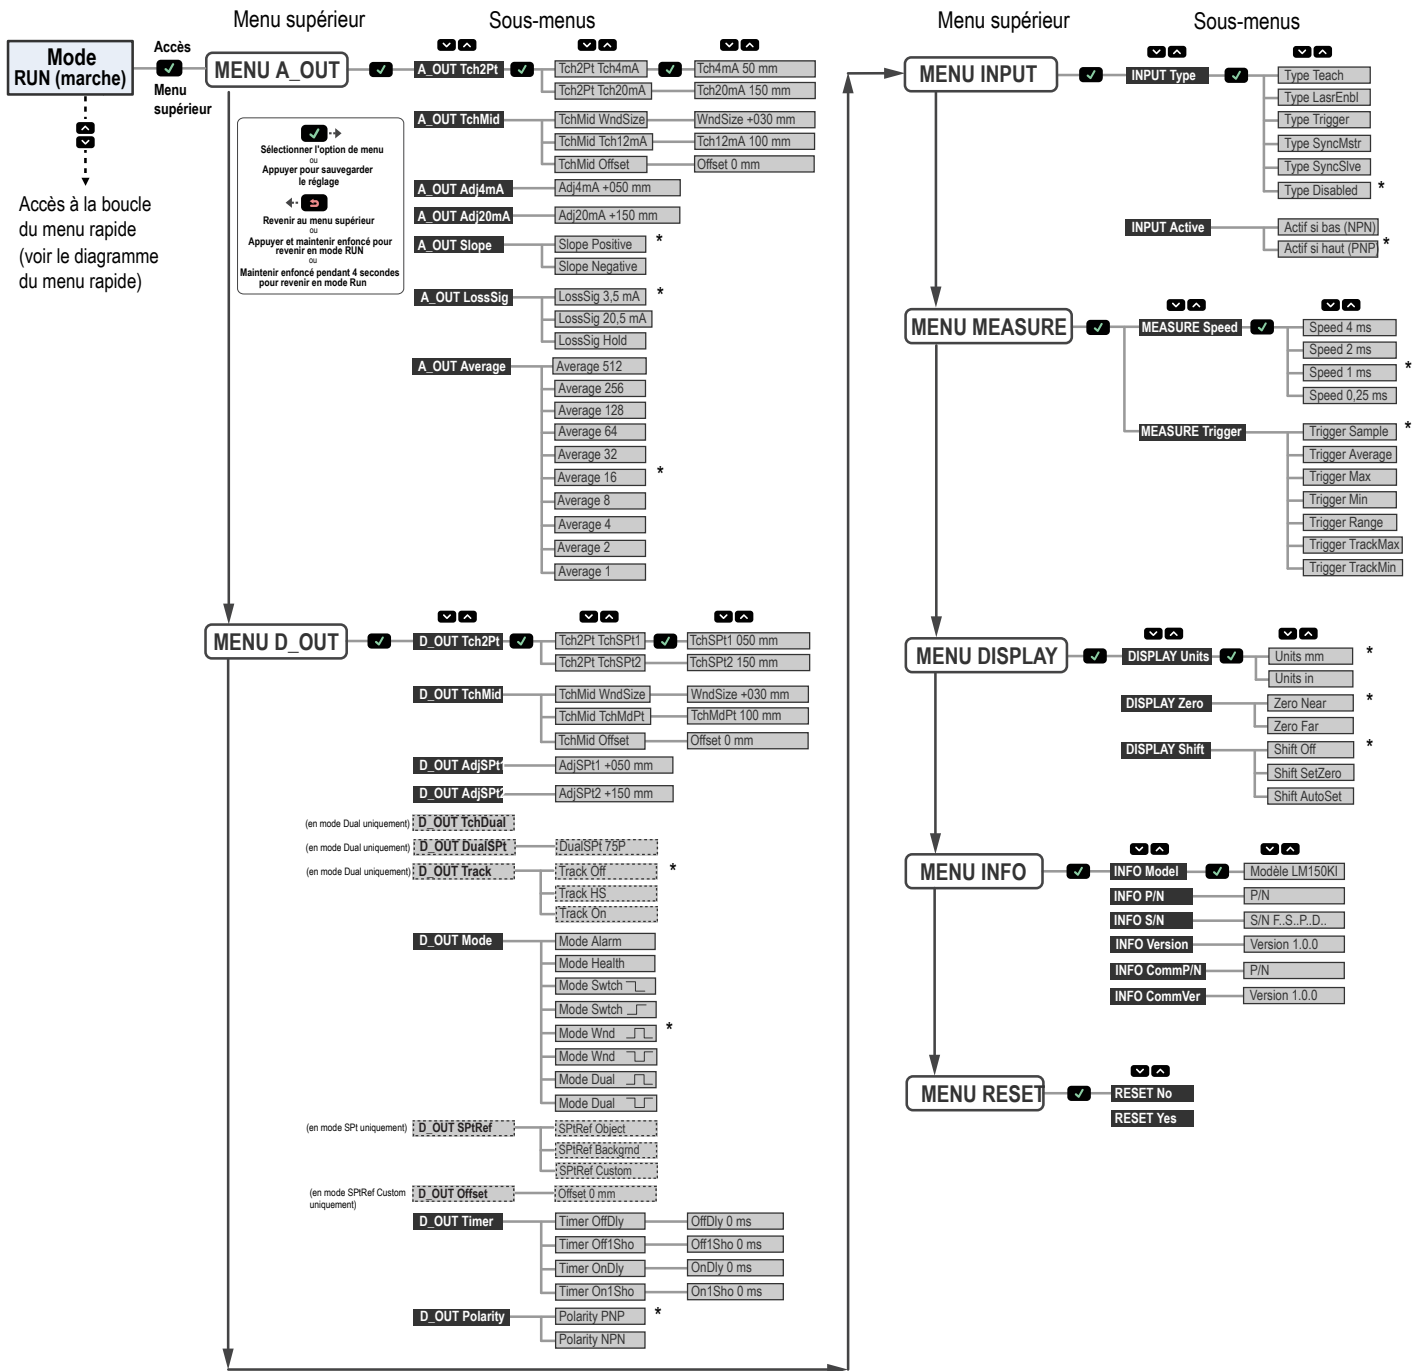 Menu supérieur
Sous-menus
Mode
RUN (marche)
Accès
Menu
supérieur
Accès à la boucle
du menu rapide
(voir le diagramme
du menu rapide)
MENU A_OUT
Sélectionner l'option de menu
ou
Appuyer pour sauvegarder
le réglage
Revenir au menu supérieur
ou
Appuyer et maintenir enfoncé pour
revenir en mode RUN
ou
Maintenir enfoncé pendant 4 secondes
pour revenir en mode Run
A_OUT Tch2Pt
Tch2Pt Tch4mA
Tch4mA 50 mm
Tch2Pt Tch20mA
Tch20mA 150 mm
A_OUT TchMid
TchMid WndSize
WndSize +030 mm
TchMid Tch12mA
Tch12mA 100 mm
TchMid Offset
Offset 0 mm
A_OUT Adj4mA
Adj4mA +050 mm
A_OUT Adj20mA
Adj20mA +150 mm
A_OUT Slope
Slope Positive *
Slope Negative
A_OUT LossSig
LossSig 3,5 mA *
LossSig 20,5 mA
LossSig Hold
A_OUT Average
Average 512
Average 256
Average 128
Average 64
Average 32
Average 16 *
Average 8
Average 4
Average 2
Average 1
MENU D_OUT
D_OUT Tch2Pt
Tch2Pt TchSPt1
TchSPt1 050 mm
Tch2Pt TchSPt2
TchSPt2 150 mm
D_OUT TchMid
TchMid WndSize
WndSize +030 mm
TchMid TchMdPt
TchMdPt 100 mm
TchMid Offset
Offset 0 mm
D_OUT AdjSPt1
AdjSPt1 +050 mm
D_OUT AdjSPt2
AdjSPt2 +150 mm
(en mode Dual uniquement)
D_OUT TchDual
(en mode Dual uniquement)
D_OUT DualSPt
DualSPt 75P
(en mode Dual uniquement)
D_OUT Track
Track Off *
Track HS
Track On
D_OUT Mode
Mode Alarm
Mode Health
Mode Swtch
Mode Swtch
Mode Wnd *
Mode Wnd
Mode Dual
Mode Dual
(en mode SPt uniquement)
D_OUT SPtRef
SPtRef Object
SPtRef Backgrnd
SPtRef Custom
(en mode SPtRef Custom
uniquement)
D_OUT Offset
Offset 0 mm
D_OUT Timer
Timer OffDly
OffDly 0 ms
Timer Off1Sho
Off1Sho 0 ms
Timer OnDly
OnDly 0 ms
Timer On1Sho
On1Sho 0 ms
D_OUT Polarity
Polarity PNP *
Polarity NPN
Menu supérieur
Sous-menus
MENU INPUT
INPUT Type
Type Teach
Type LasrEnbl
Type Trigger
Type SyncMstr
Type SyncSlve
Type Disabled *
INPUT Active
Actif si bas (NPN)
Actif si haut (PNP) *
MENU MEASURE
MEASURE Speed
Speed 4 ms
Speed 2 ms
Speed 1 ms *
Speed 0,25 ms
MEASURE Trigger
Trigger Sample *
Trigger Average
Trigger Max
Trigger Min
Trigger Range
Trigger TrackMax
Trigger TrackMin
MENU DISPLAY
DISPLAY Units
Units mm *
Units in
DISPLAY Zero
Zero Near *
Zero Far
DISPLAY Shift
Shift Off *
Shift SetZero
Shift AutoSet
MENU INFO
INFO Model
Modèle LM150KI
INFO P/N
P/N
INFO S/N
S/N F..S..P..D..
INFO Version
Version 1.0.0
INFO CommP/N
P/N
INFO CommVer
Version 1.0.0
MENU RESET
RESET No
RESET Yes